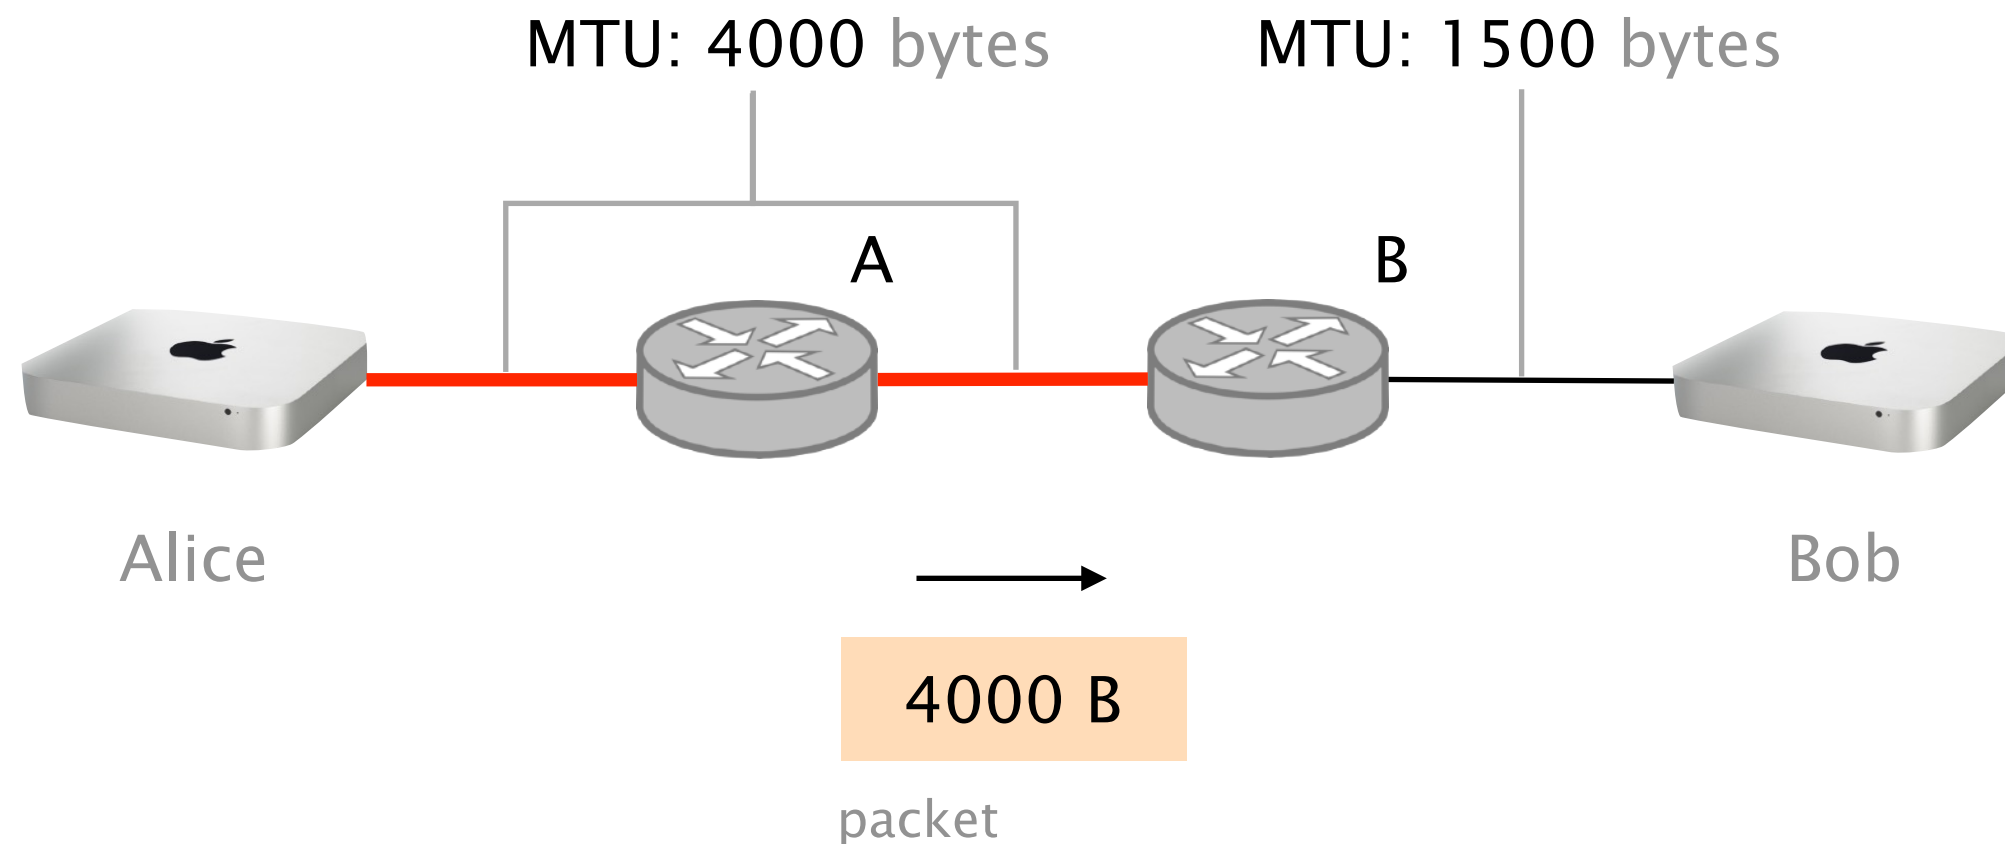 MTU: 4000 bytes
MTU: 1500 bytes
A
B
Alice
Bob
4000 B
packet